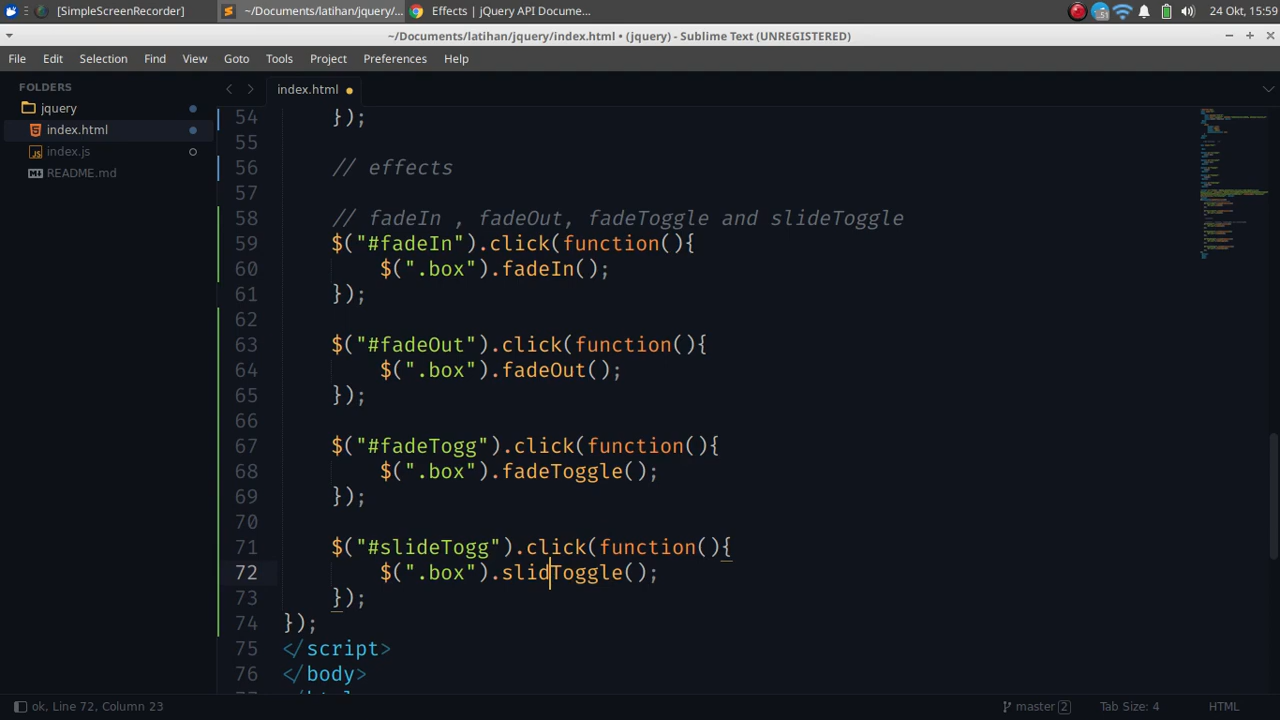 [SimpleScreenRecorder]
~/Documents/latihan/jquery/...
Effects | jQuery API Docume...
24 Okt, 15:59
~/Documents/latihan/jquery/index.html • (jquery) - Sublime Text (UNREGISTERED)
File Edit Selection Find View Goto Tools Project Preferences Help
FOLDERS
jquery
index.html
index.js
README.md
index.html
54 });
55
56 // effects
57
58 // fadeIn , fadeOut, fadeToggle and slideToggle
59 $("#fadeIn").click(function(){
60 $(".box").fadeIn();
61 });
62
63 $("#fadeOut").click(function(){
64 $(".box").fadeOut();
65 });
66
67 $("#fadeTogg").click(function(){
68 $(".box").fadeToggle();
69 });
70
71 $("#slideTogg").click(function(){
72 $(".box").slidToggle();
73 });
74 });
75 </script>
76 </body>
ok, Line 72, Column 23
master 2
Tab Size: 4
HTML